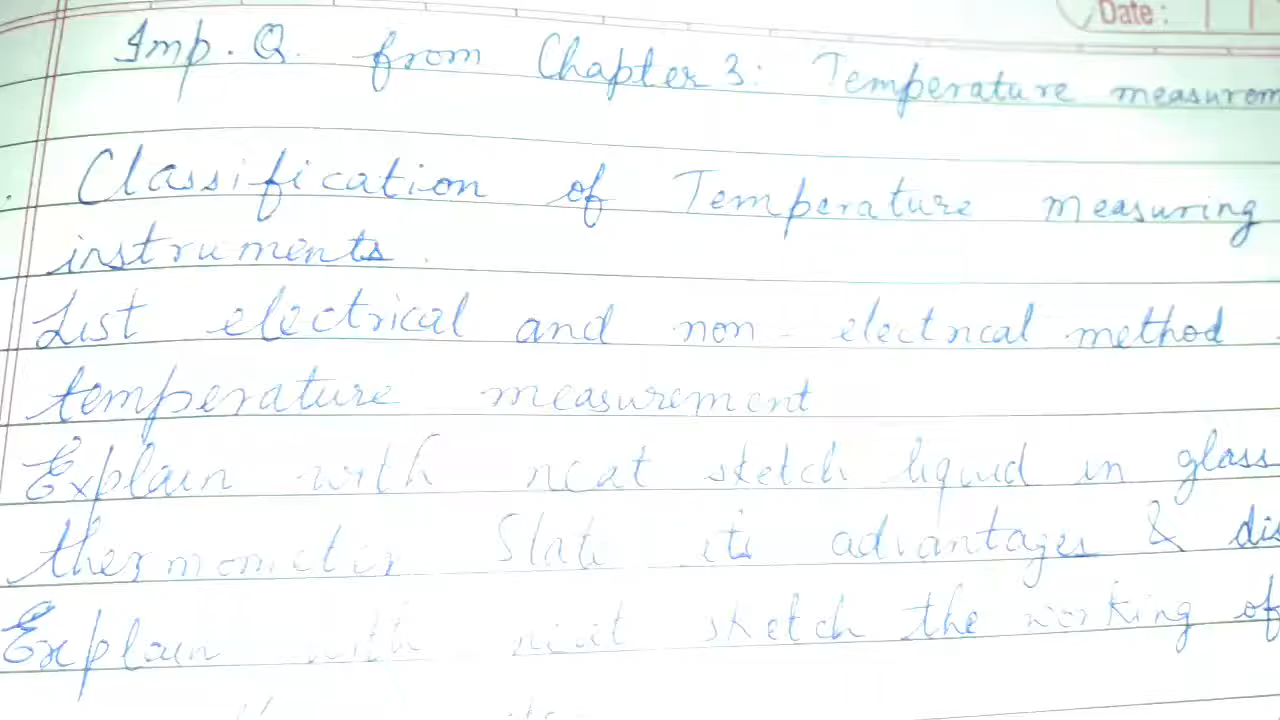 Date :
Imp. Q. from Chapter 3: Temperature measurem
Classification of Temperature measuring
instruments.
List electrical and non-electrical method
temperature measurement
Explain with neat sketch liquid in glass
thermometer State its advantages & dis
Explain with neat sketch the working of